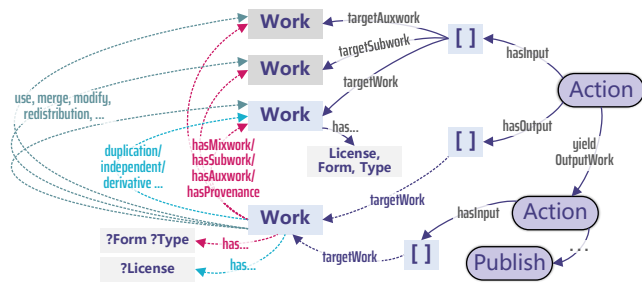 Work
targetAuxwork
[ ]
hasInput
Work
targetSubwork
targetWork
Action
use, merge, modify,
redistribution, ...
Work
has...
hasOutput
License,
Form, Type
duplication/
independent/
derivative ...
hasMixwork/
hasSubwork/
hasAuxwork/
hasProvenance
[ ]
yield
OutputWork
targetWork
Work
hasInput
Action
...
?Form ?Type
has...
targetWork
[ ]
Publish
?License
has...